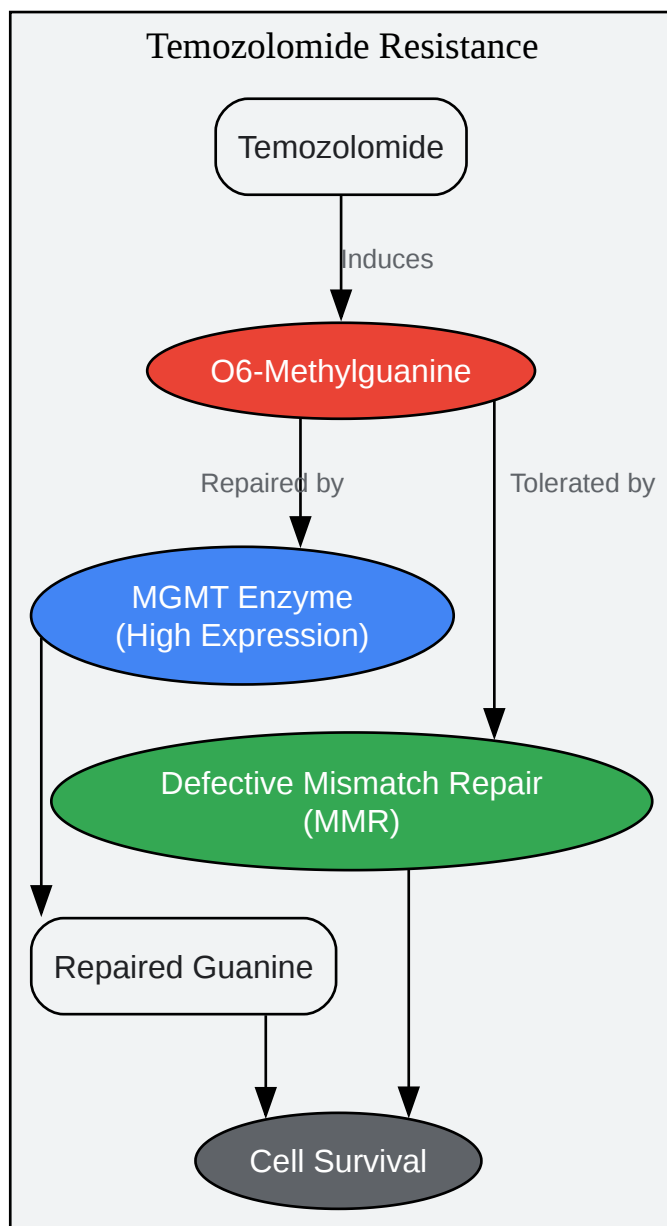 Temozolomide Resistance
Temozolomide
Induces
O6-Methylguanine
Repaired by
Tolerated by
MGMT Enzyme
(High Expression)
Defective Mismatch Repair
(MMR)
Repaired Guanine
Cell Survival